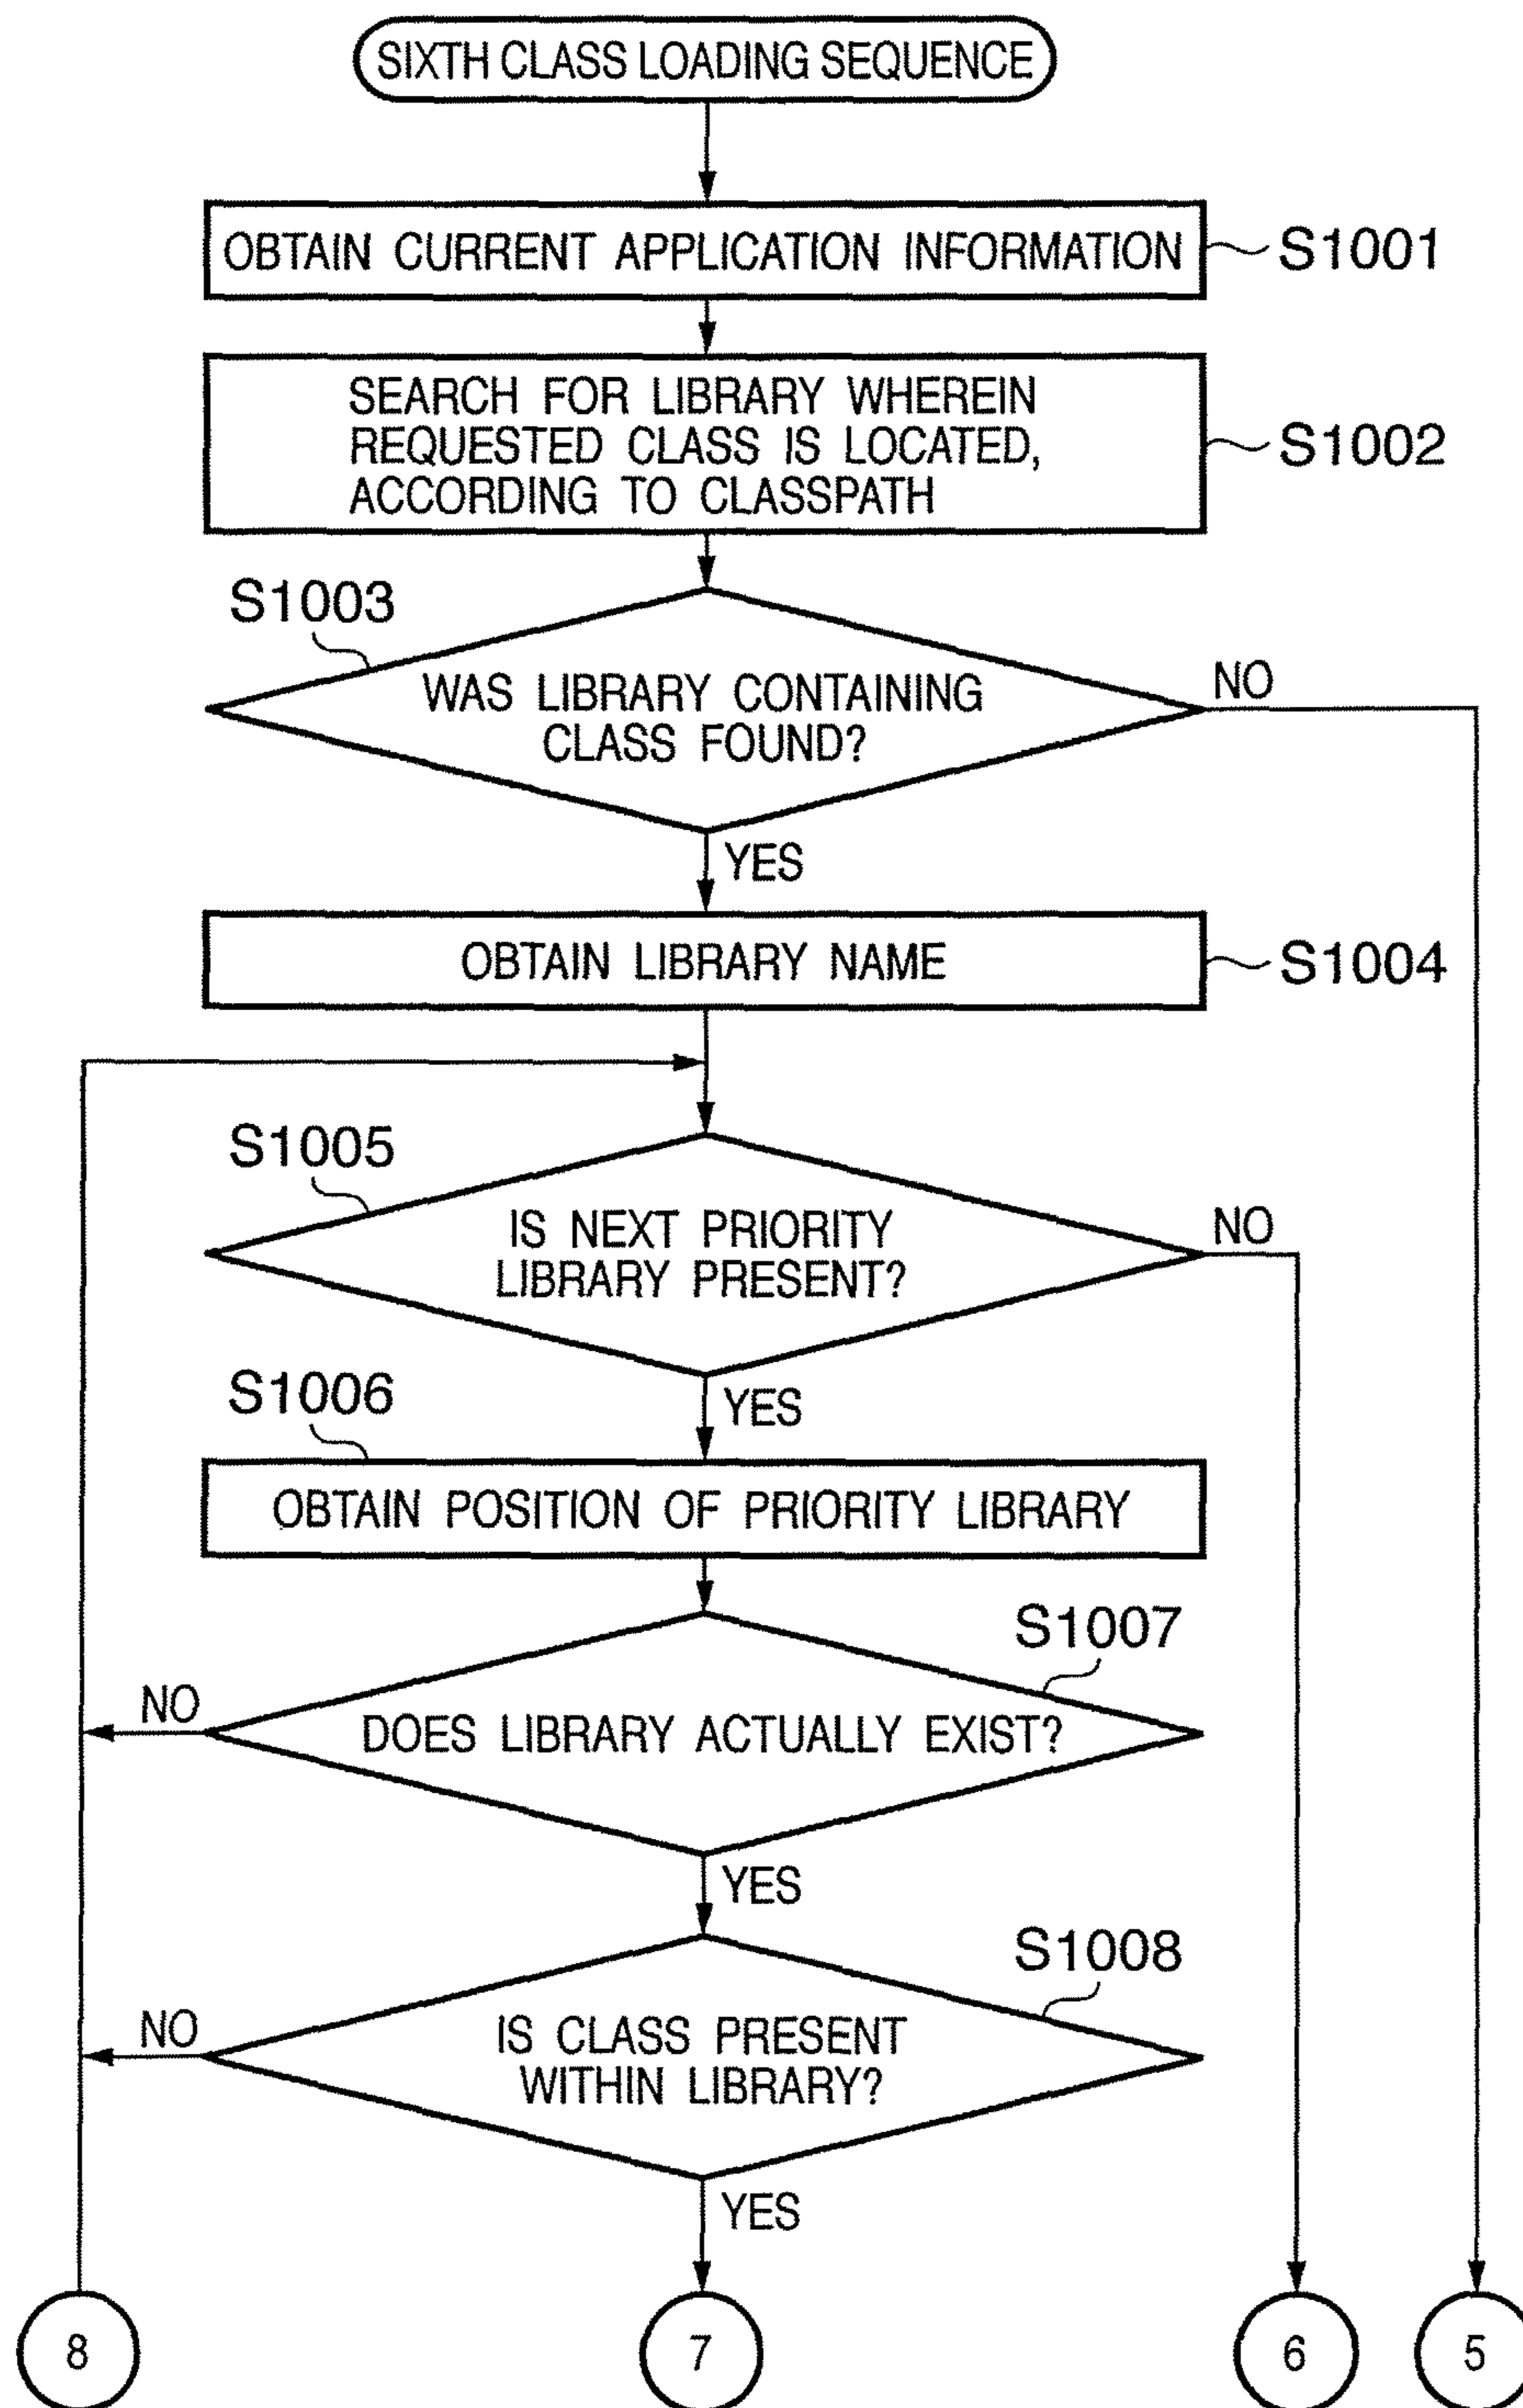 SIXTH CLASS LOADING SEQUENCE
OBTAIN CURRENT APPLICATION INFORMATION
S1001
SEARCH FOR LIBRARY WHEREIN
REQUESTED CLASS IS LOCATED,
ACCORDING TO CLASSPATH
S1002
S1003
WAS LIBRARY CONTAINING
CLASS FOUND?
NO
YES
OBTAIN LIBRARY NAME
S1004
S1005
IS NEXT PRIORITY
LIBRARY PRESENT?
NO
YES
S1006
OBTAIN POSITION OF PRIORITY LIBRARY
S1007
NO
DOES LIBRARY ACTUALLY EXIST?
YES
S1008
NO
IS CLASS PRESENT
WITHIN LIBRARY?
YES
8
7
6
5